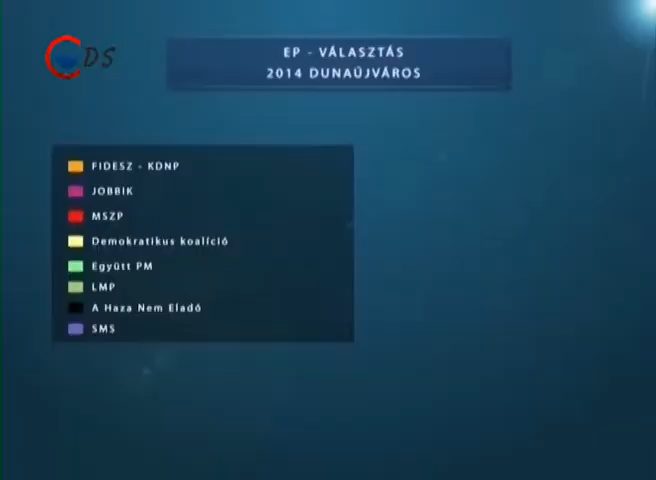 DS
EP - VÁLASZTÁS
2014 DUNAÚJVÁROS
FIDESZ - KDNP
JOBBIK
MSZP
Demokratikus koalíció
Együtt PM
LMP
A Haza Nem Eladó
SMS